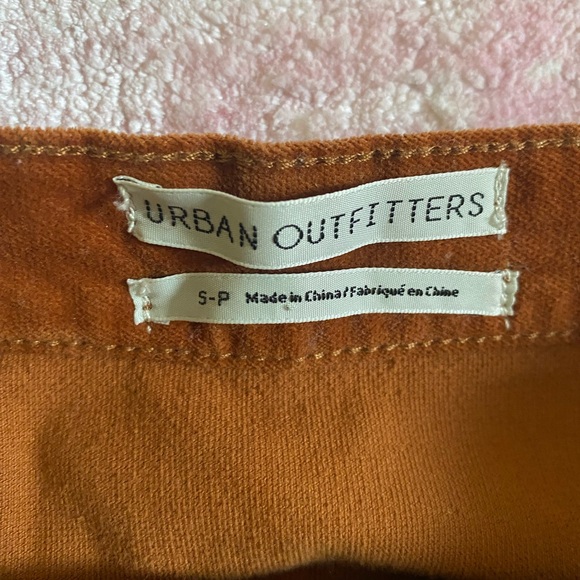 URBAN OUTFITTERS
S-P Made in China/Fabriqué en Chine